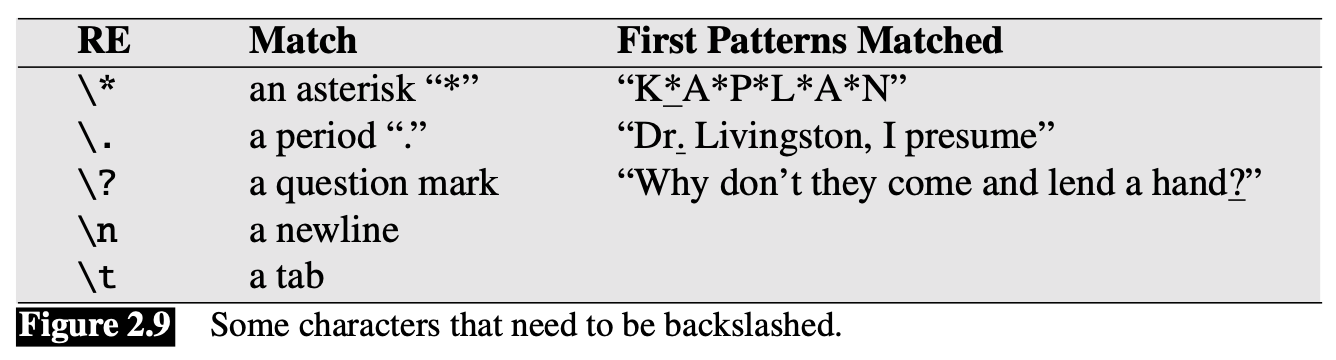 RE Match First Patterns Matched
\* an asterisk “*” “K*A*P*L*A*N”
\. a period “.” “Dr. Livingston, I presume”
\? a question mark “Why don’t they come and lend a hand?”
\n a newline
\t a tab
Figure 2.9 Some characters that need to be backslashed.